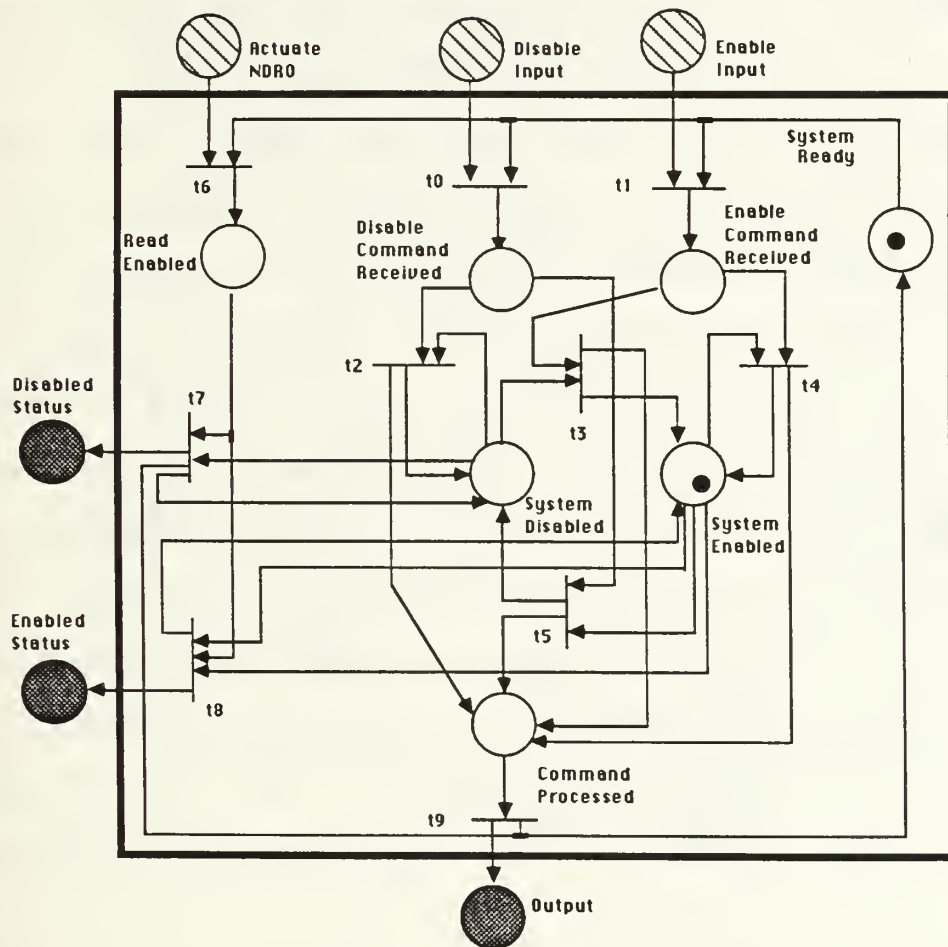 Actuate
NDRO
Disable
Input
Enable
Input
System
Ready
t6
t0
t1
Read
Enabled
Disable
Command
Received
Enable
Command
Received
t2
t3
t4
Disabled
Status
t7
System
Disabled
System
Enabled
Enabled
Status
t5
t8
Command
Processed
t9
Output